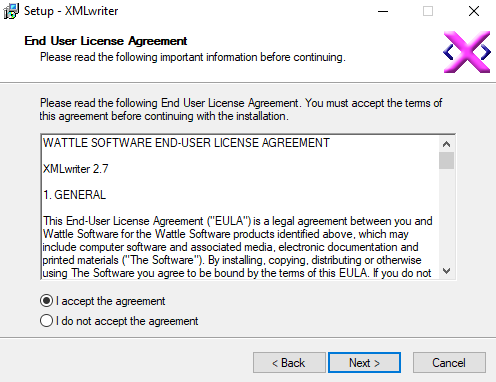 Setup - XMLwriter
End User License Agreement
Please read the following important information before continuing.
Please read the following End User License Agreement. You must accept the terms of
this agreement before continuing with the installation.
WATTLE SOFTWARE END-USER LICENSE AGREEMENT
XMLwriter 2.7
1. GENERAL
This End-User License Agreement ("EULA") is a legal agreement between you and
Wattle Software for the Wattle Software products identified above, which may
include computer software and associated media, electronic documentation and
printed materials ("The Software"). By installing, copying, distributing or otherwise
using The Software you agree to be bound by the terms of this EULA. If you do not
I accept the agreement
I do not accept the agreement
< Back
Next >
Cancel